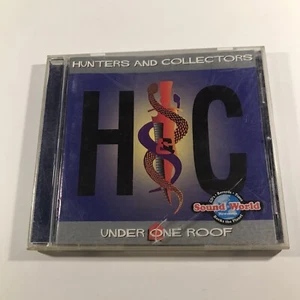 HUNTERS AND COLLECTORS
H C
Sound World
UNDER ONE ROOF